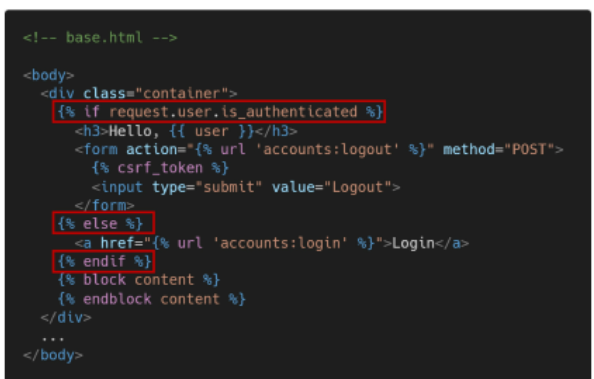 <!-- base.html -->
<body>
<div class="container">
{% if request.user.is_authenticated %}
<h3>Hello, {{ user }}</h3>
<form action="{% url 'accounts:logout' %}" method="POST">
{% csrf_token %}
<input type="submit" value="Logout">
</form>
{% else %}
<a href="{% url 'accounts:login' %}">Login</a>
{% endif %}
{% block content %}
{% endblock content %}
</div>
...
</body>